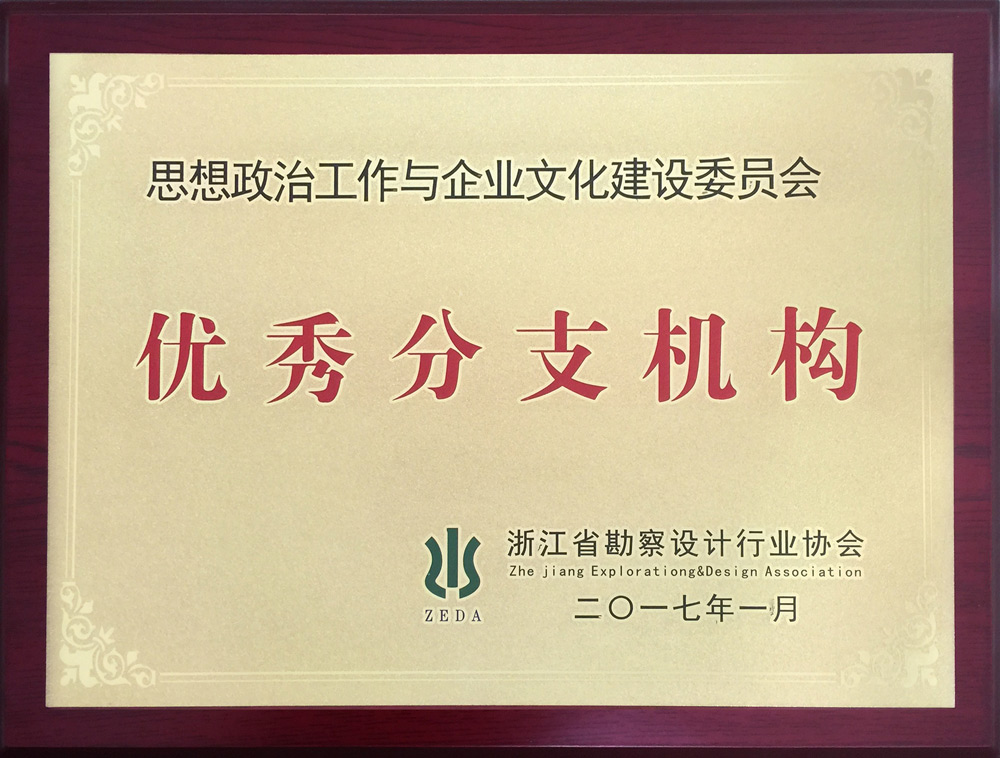 思想政治工作与企业文化建设委员会
优秀分支机构
浙江省勘察设计行业协会
Zhe jiang Explorationg&Design Association
ZEDA
二〇一七年一月